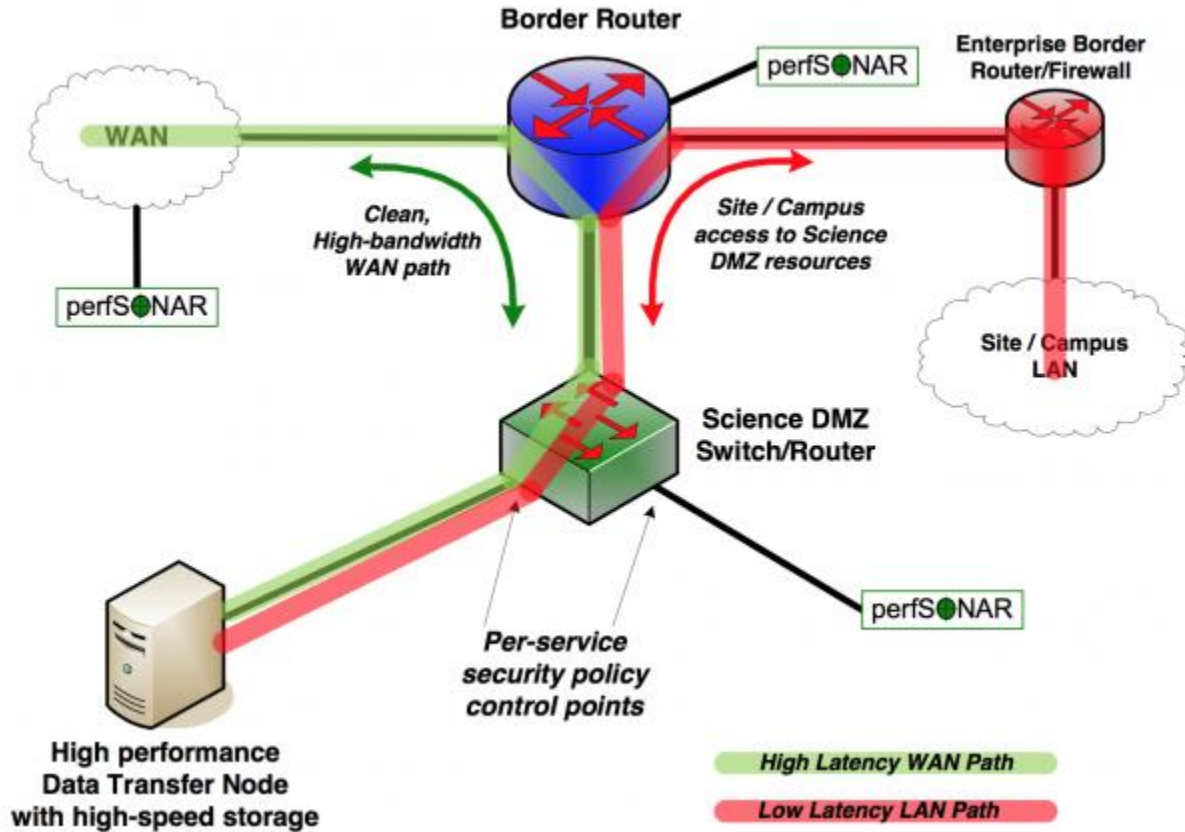 Border Router
perfSONAR
Enterprise Border
Router/Firewall
WAN
Clean,
High-bandwidth
WAN path
Site / Campus
access to Science
DMZ resources
perfSONAR
Site / Campus
LAN
Science DMZ
Switch/Router
perfSONAR
Per-service
security policy
control points
High performance
Data Transfer Node
with high-speed storage
High Latency WAN Path
Low Latency LAN Path